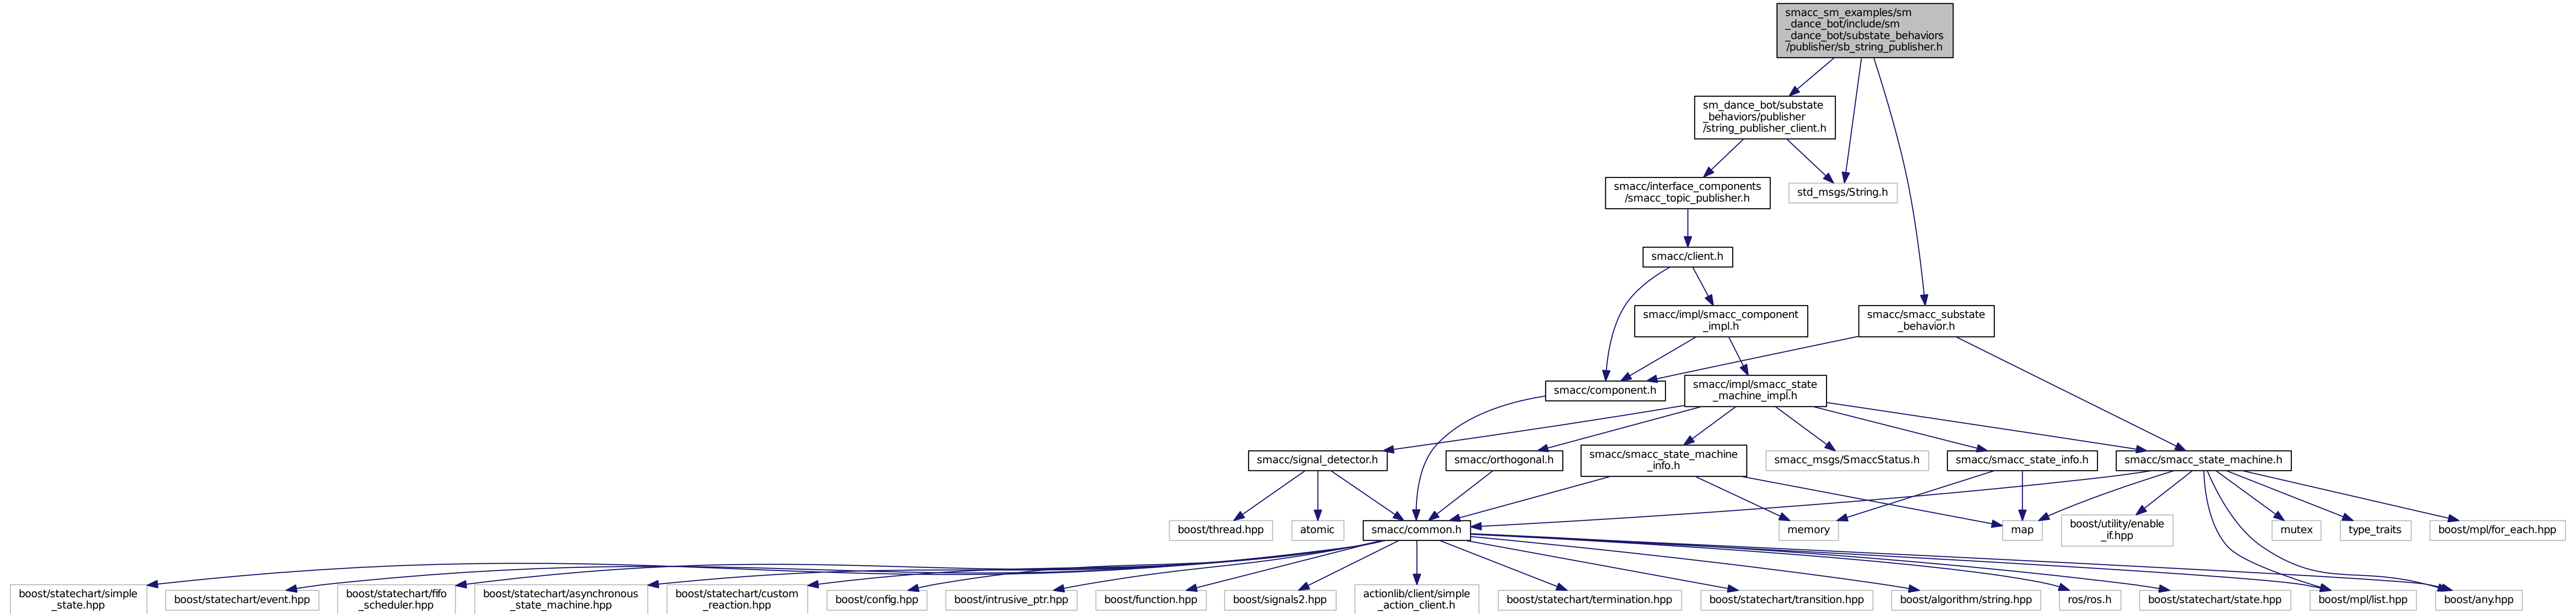 smacc_sm_examples/sm
_dance_bot/include/sm
_dance_bot/substate_behaviors
/publisher/sb_string_publisher.h
sm_dance_bot/substate
_behaviors/publisher
/string_publisher_client.h
smacc/interface_components
/smacc_topic_publisher.h
std_msgs/String.h
smacc/client.h
smacc/impl/smacc_component
_impl.h
smacc/smacc_substate
_behavior.h
smacc/component.h
smacc/impl/smacc_state
_machine_impl.h
smacc/signal_detector.h
smacc/orthogonal.h
smacc/smacc_state_machine
_info.h
smacc_msgs/SmaccStatus.h
smacc/smacc_state_info.h
smacc/smacc_state_machine.h
boost/thread.hpp
atomic
smacc/common.h
memory
map
boost/utility/enable
_if.hpp
mutex
type_traits
boost/mpl/for_each.hpp
boost/statechart/simple
_state.hpp
boost/statechart/event.hpp
boost/statechart/fifo
_scheduler.hpp
boost/statechart/asynchronous
_state_machine.hpp
boost/statechart/custom
_reaction.hpp
boost/config.hpp
boost/intrusive_ptr.hpp
boost/function.hpp
boost/signals2.hpp
actionlib/client/simple
_action_client.h
boost/statechart/termination.hpp
boost/statechart/transition.hpp
boost/algorithm/string.hpp
ros/ros.h
boost/statechart/state.hpp
boost/mpl/list.hpp
boost/any.hpp